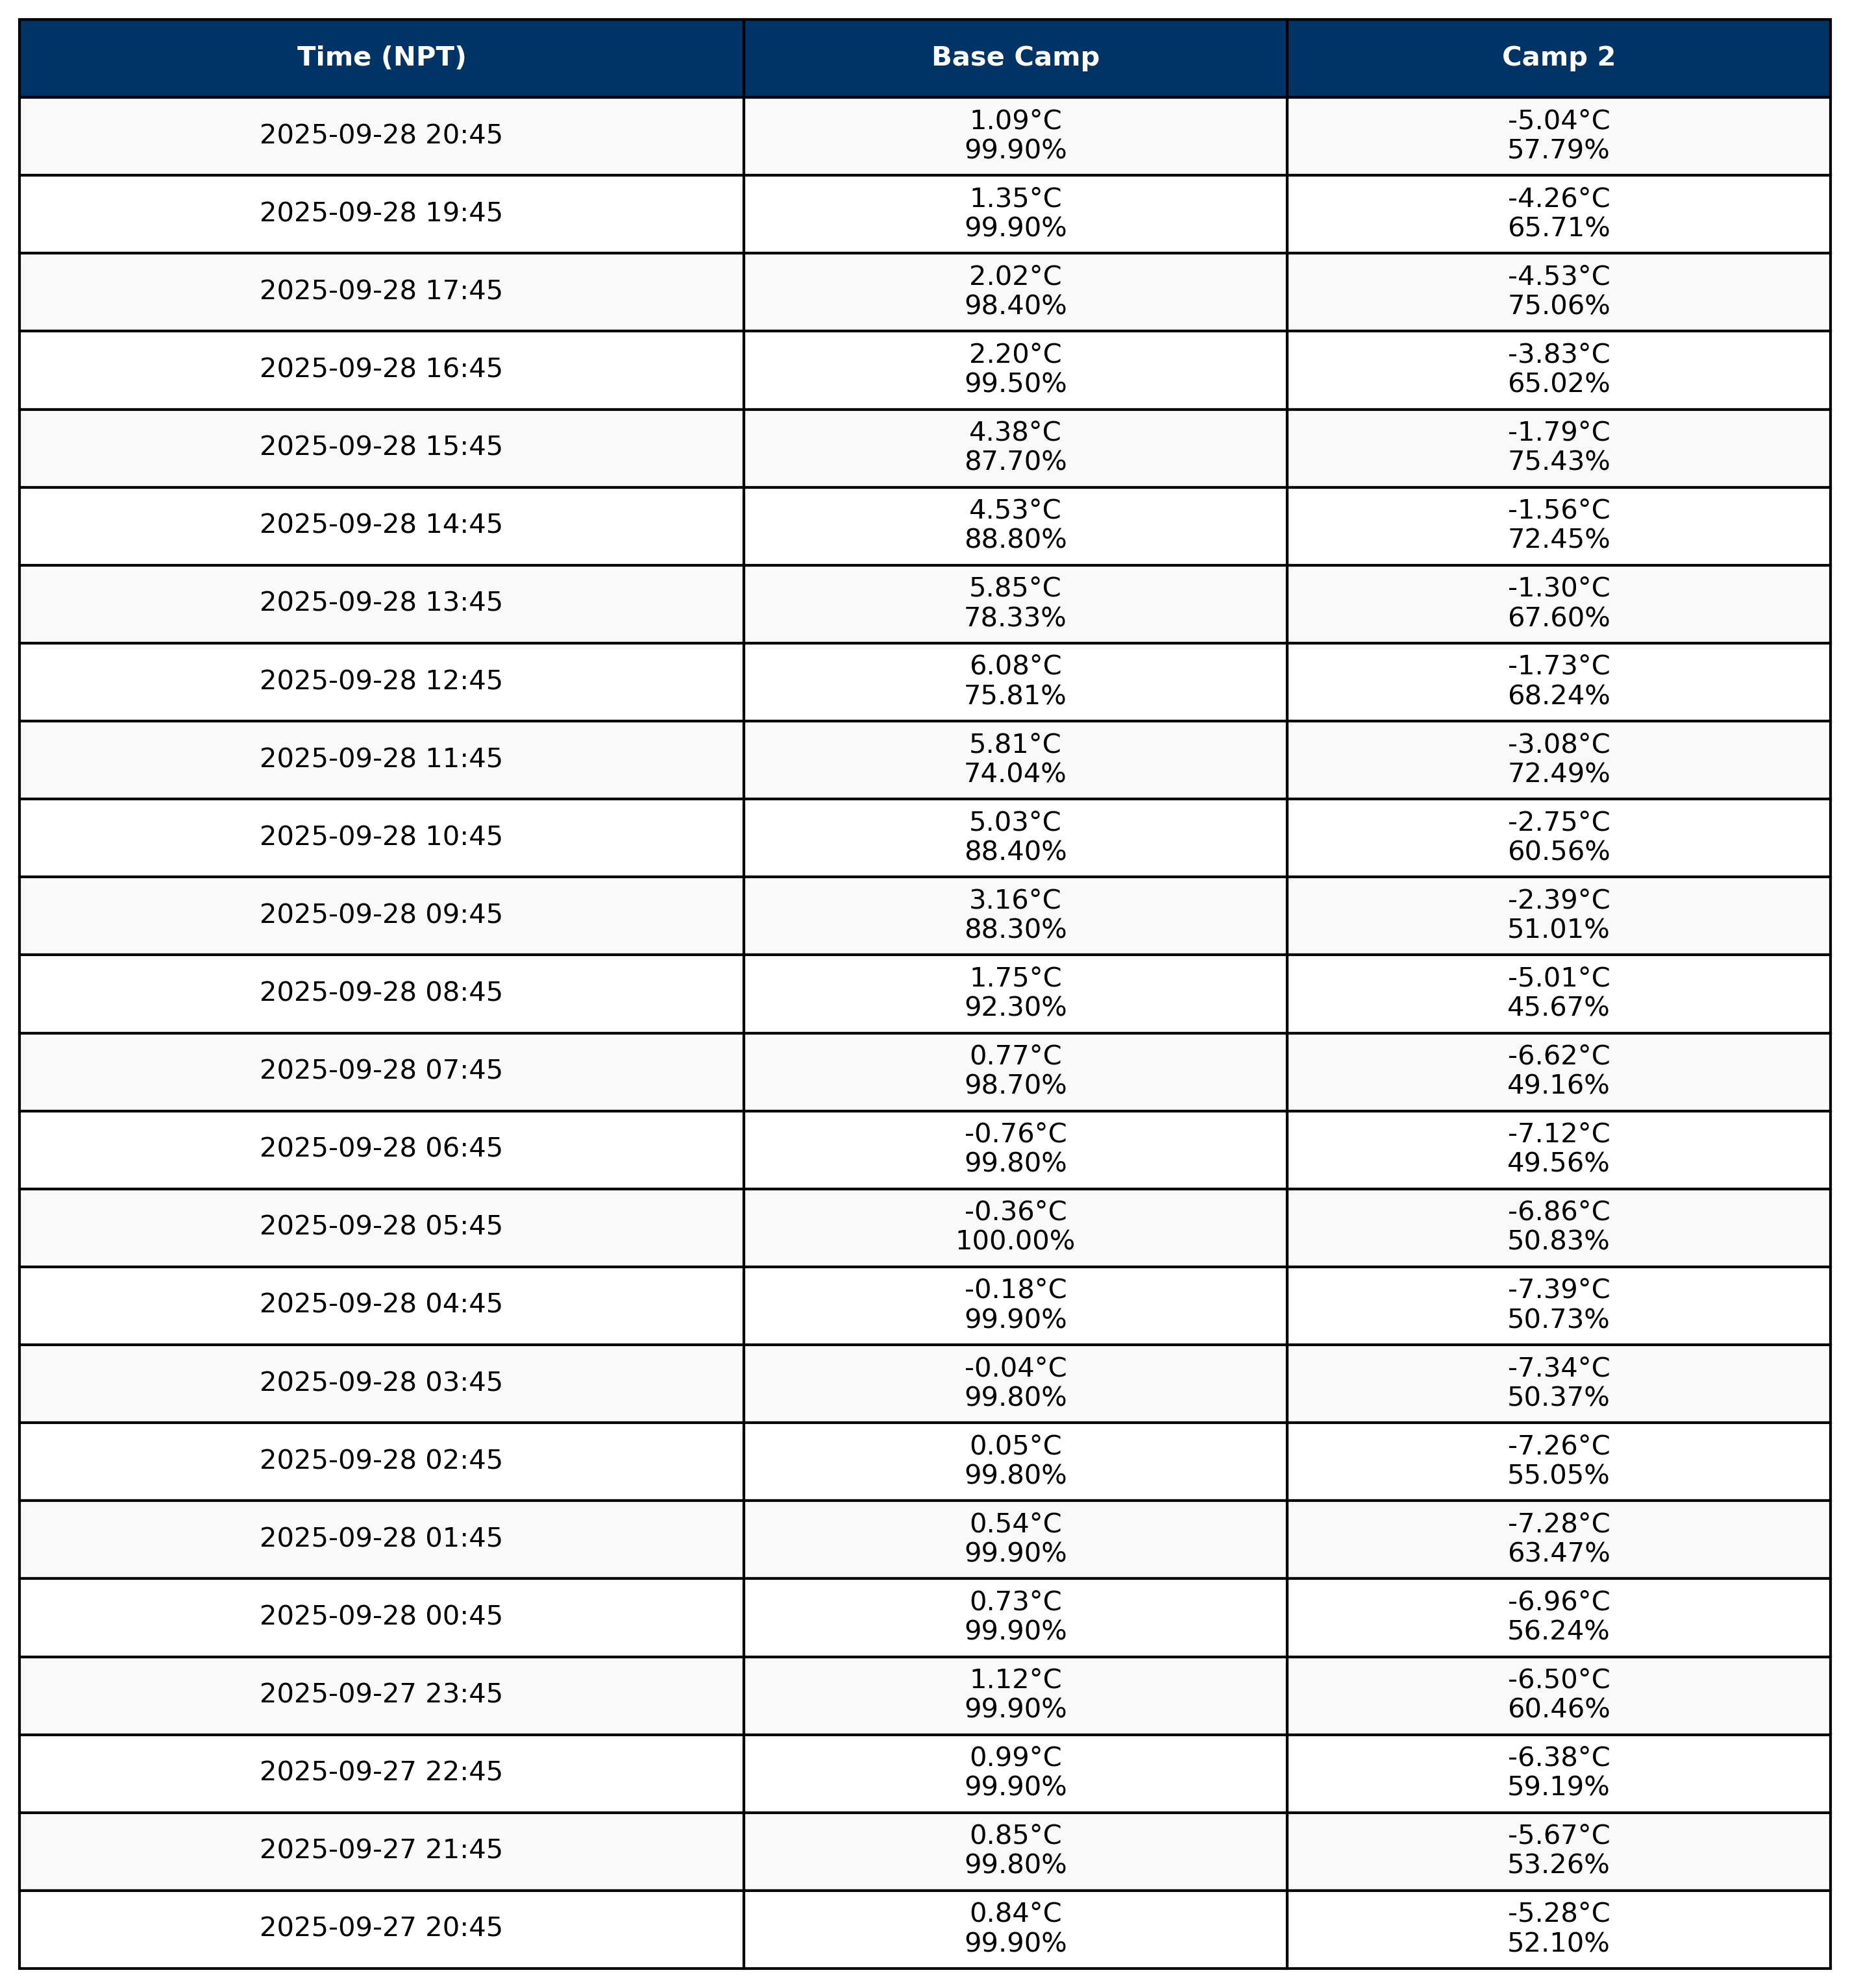 Time (NPT) Base Camp Camp 2
2025-09-28 20:45 1.09°C -5.04°C
99.90% 57.79%
2025-09-28 19:45 1.35°C -4.26°C
99.90% 65.71%
2025-09-28 17:45 2.02°C -4.53°C
98.40% 75.06%
2025-09-28 16:45 2.20°C -3.83°C
99.50% 65.02%
2025-09-28 15:45 4.38°C -1.79°C
87.70% 75.43%
2025-09-28 14:45 4.53°C -1.56°C
88.80% 72.45%
2025-09-28 13:45 5.85°C -1.30°C
78.33% 67.60%
2025-09-28 12:45 6.08°C -1.73°C
75.81% 68.24%
2025-09-28 11:45 5.81°C -3.08°C
74.04% 72.49%
2025-09-28 10:45 5.03°C -2.75°C
88.40% 60.56%
2025-09-28 09:45 3.16°C -2.39°C
88.30% 51.01%
2025-09-28 08:45 1.75°C -5.01°C
92.30% 45.67%
2025-09-28 07:45 0.77°C -6.62°C
98.70% 49.16%
2025-09-28 06:45 -0.76°C -7.12°C
99.80% 49.56%
2025-09-28 05:45 -0.36°C -6.86°C
100.00% 50.83%
2025-09-28 04:45 -0.18°C -7.39°C
99.90% 50.73%
2025-09-28 03:45 -0.04°C -7.34°C
99.80% 50.37%
2025-09-28 02:45 0.05°C -7.26°C
99.80% 55.05%
2025-09-28 01:45 0.54°C -7.28°C
99.90% 63.47%
2025-09-28 00:45 0.73°C -6.96°C
99.90% 56.24%
2025-09-27 23:45 1.12°C -6.50°C
99.90% 60.46%
2025-09-27 22:45 0.99°C -6.38°C
99.90% 59.19%
2025-09-27 21:45 0.85°C -5.67°C
99.80% 53.26%
2025-09-27 20:45 0.84°C -5.28°C
99.90% 52.10%